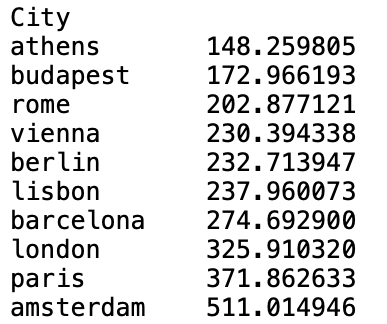 City
athens 148.259805
budapest 172.966193
rome 202.877121
vienna 230.394338
berlin 232.713947
lisbon 237.960073
barcelona 274.692900
london 325.910320
paris 371.862633
amsterdam 511.014946